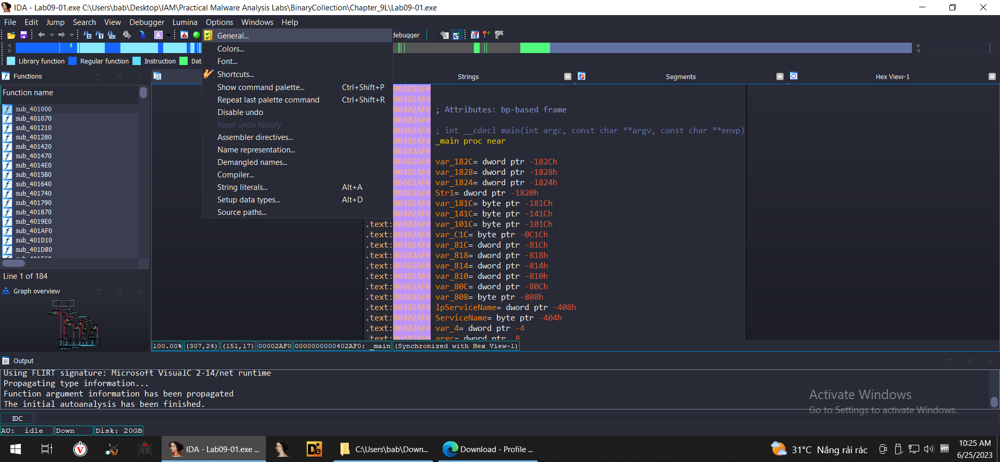 IDA - Lab09-01.exe C:\Users\bab\Desktop\IAM\Practical Malware Analysis Labs\BinaryCollection\Chapter_9L\Lab09-01.exe
File Edit Jump Search View Debugger Lumina Options Windows Help
General...
Colors...
Font...
Shortcuts...
Show command palette... Ctrl+Shift+P
Repeat last palette command Ctrl+Shift+R
Disable undo
Reset undo history
Assembler directives...
Name representation...
Demangled names...
Compiler...
String literals... Alt+A
Setup data types... Alt+D
Source paths...
debugger
Library function Regular function Instruction Dat
Functions
Strings Segments Hex View-1
Function name
sub_401000
sub_401070
sub_401210
sub_401280
sub_401420
sub_401470
sub_4014E0
sub_4015B0
sub_401640
sub_401740
sub_401790
sub_401870
sub_4019E0
sub_401AF0
sub_401D10
sub_401D80
Line 1 of 184
Graph overview
00402AF0
00402AF0
00402AF0 ; Attributes: bp-based frame
00402AF0
00402AF0 ; int __cdecl main(int argc, const char **argv, const char **envp)
00402AF0 _main proc near
00402AF0
00402AF0 var_182C= dword ptr -182Ch
00402AF0 var_1828= dword ptr -1828h
00402AF0 var_1824= dword ptr -1824h
00402AF0 Str1= dword ptr -1820h
00402AF0 var_181C= byte ptr -181Ch
00402AF0 var_141C= byte ptr -141Ch
.text:00402AF0 var_101C= byte ptr -101Ch
.text:00402AF0 var_C1C= byte ptr -0C1Ch
.text:00402AF0 var_81C= dword ptr -81Ch
.text:00402AF0 var_818= dword ptr -818h
.text:00402AF0 var_814= dword ptr -814h
.text:00402AF0 var_810= dword ptr -810h
.text:00402AF0 var_80C= dword ptr -80Ch
.text:00402AF0 var_808= byte ptr -808h
.text:00402AF0 lpServiceName= dword ptr -408h
.text:00402AF0 ServiceName= byte ptr -404h
.text:00402AF0 var_4= dword ptr -4
.text:00402AF0 argc= dword ptr 8
100.00% (307,24) (151,17) 00002AF0 0000000000402AF0: _main (Synchronized with Hex View-1)
Output
Using FLIRT signature: Microsoft VisualC 2-14/net runtime
Propagating type information...
Function argument information has been propagated
The initial autoanalysis has been finished.
Activate Windows
Go to Settings to activate Windows.
IDC
AU: idle Down Disk: 20GB
IDA - Lab09-01.exe ... C:\Users\bab\Down... Download - Profile ... 31°C Nắng rải rác 10:25 AM
6/25/2023